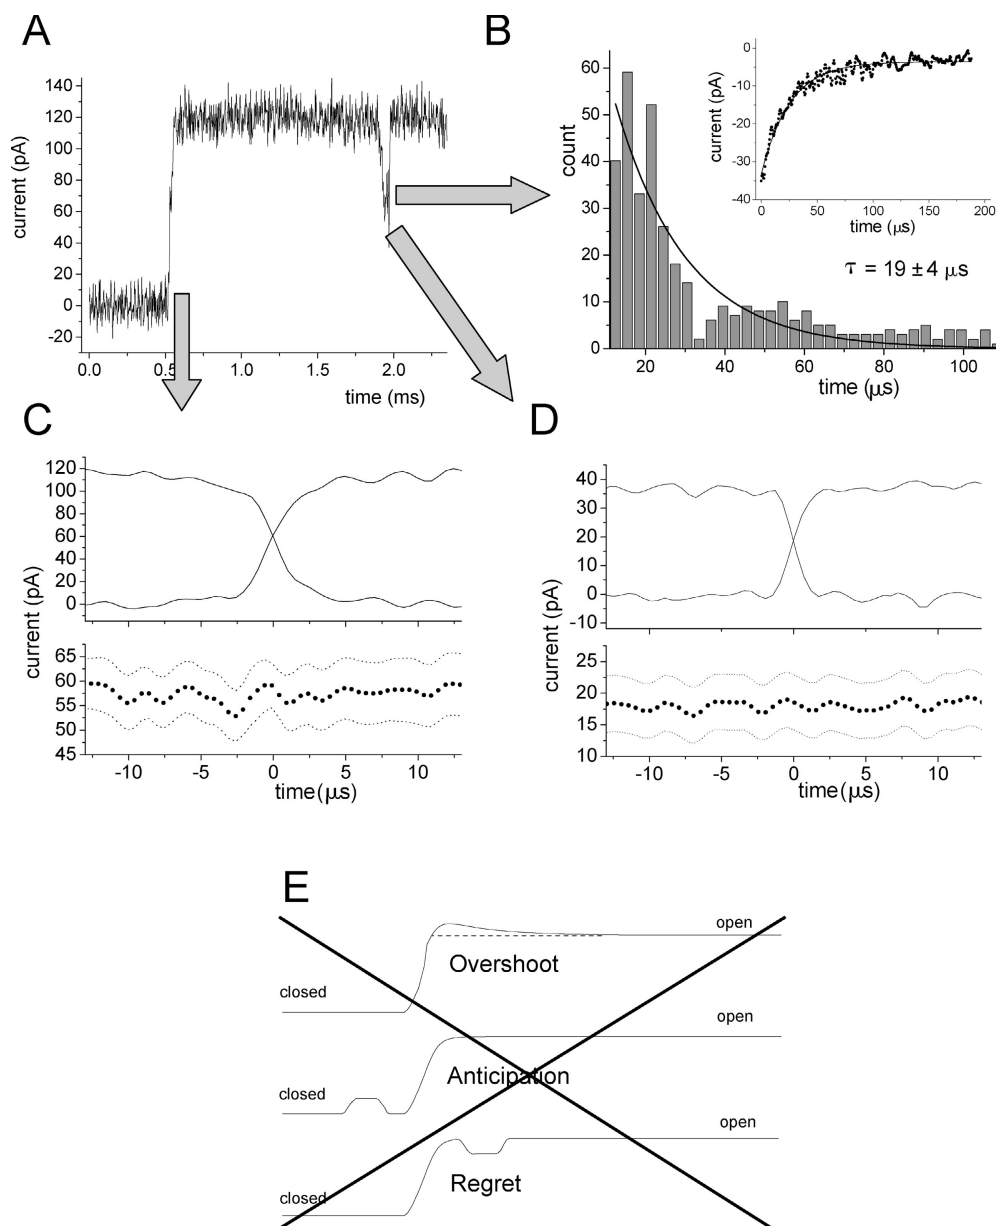 A
140
120
100
80
60
40
20
0
-20
current (pA)
0.0
0.5
1.0
1.5
2.0
time (ms)
B
60
50
40
30
20
10
0
count
20
40
60
80
100
time (μs)
0
-10
-20
-30
-40
current (pA)
0
50
100
150
200
time (μs)
τ = 19 ± 4 μs
C
120
100
80
60
40
20
0
65
60
55
50
45
current (pA)
-10
-5
0
5
10
time (μs)
D
40
30
20
10
0
-10
25
20
15
10
current (pA)
-10
-5
0
5
10
time (μs)
E
open
Overshoot
closed
open
Anticipation
closed
open
Regret
closed